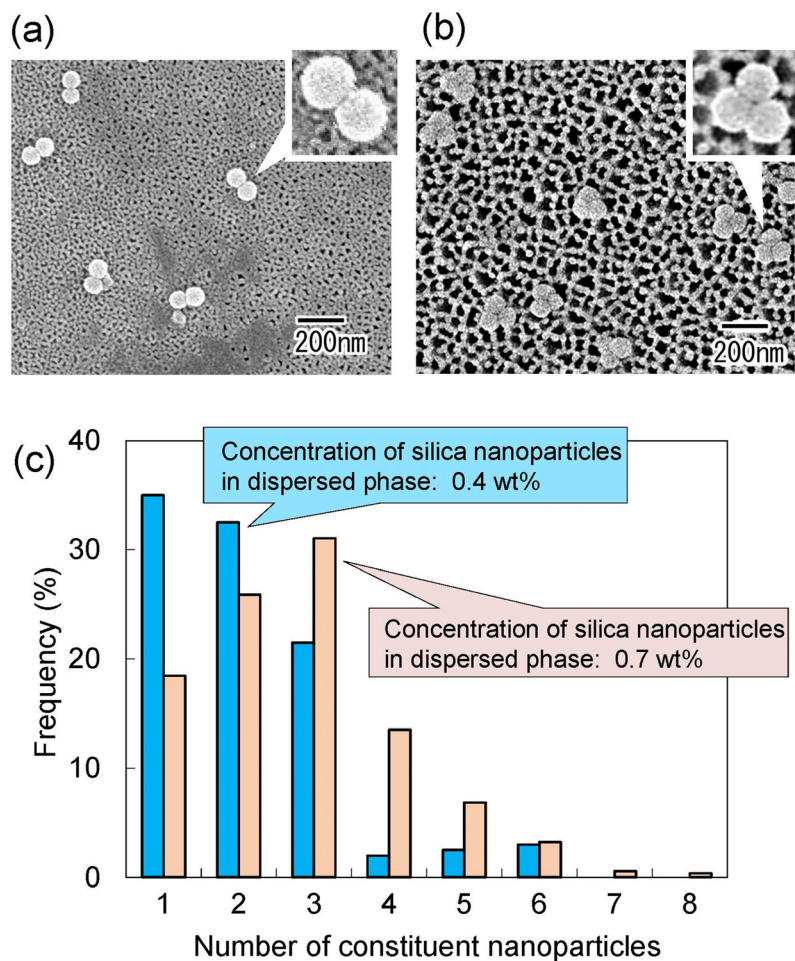 (a)
(b)
200nm
200nm
(c)
Concentration of silica nanoparticles
in dispersed phase:  0.4 wt%
Concentration of silica nanoparticles
in dispersed phase:  0.7 wt%
Frequency (%)
40
30
20
10
0
1 2 3 4 5 6 7 8
Number of constituent nanoparticles